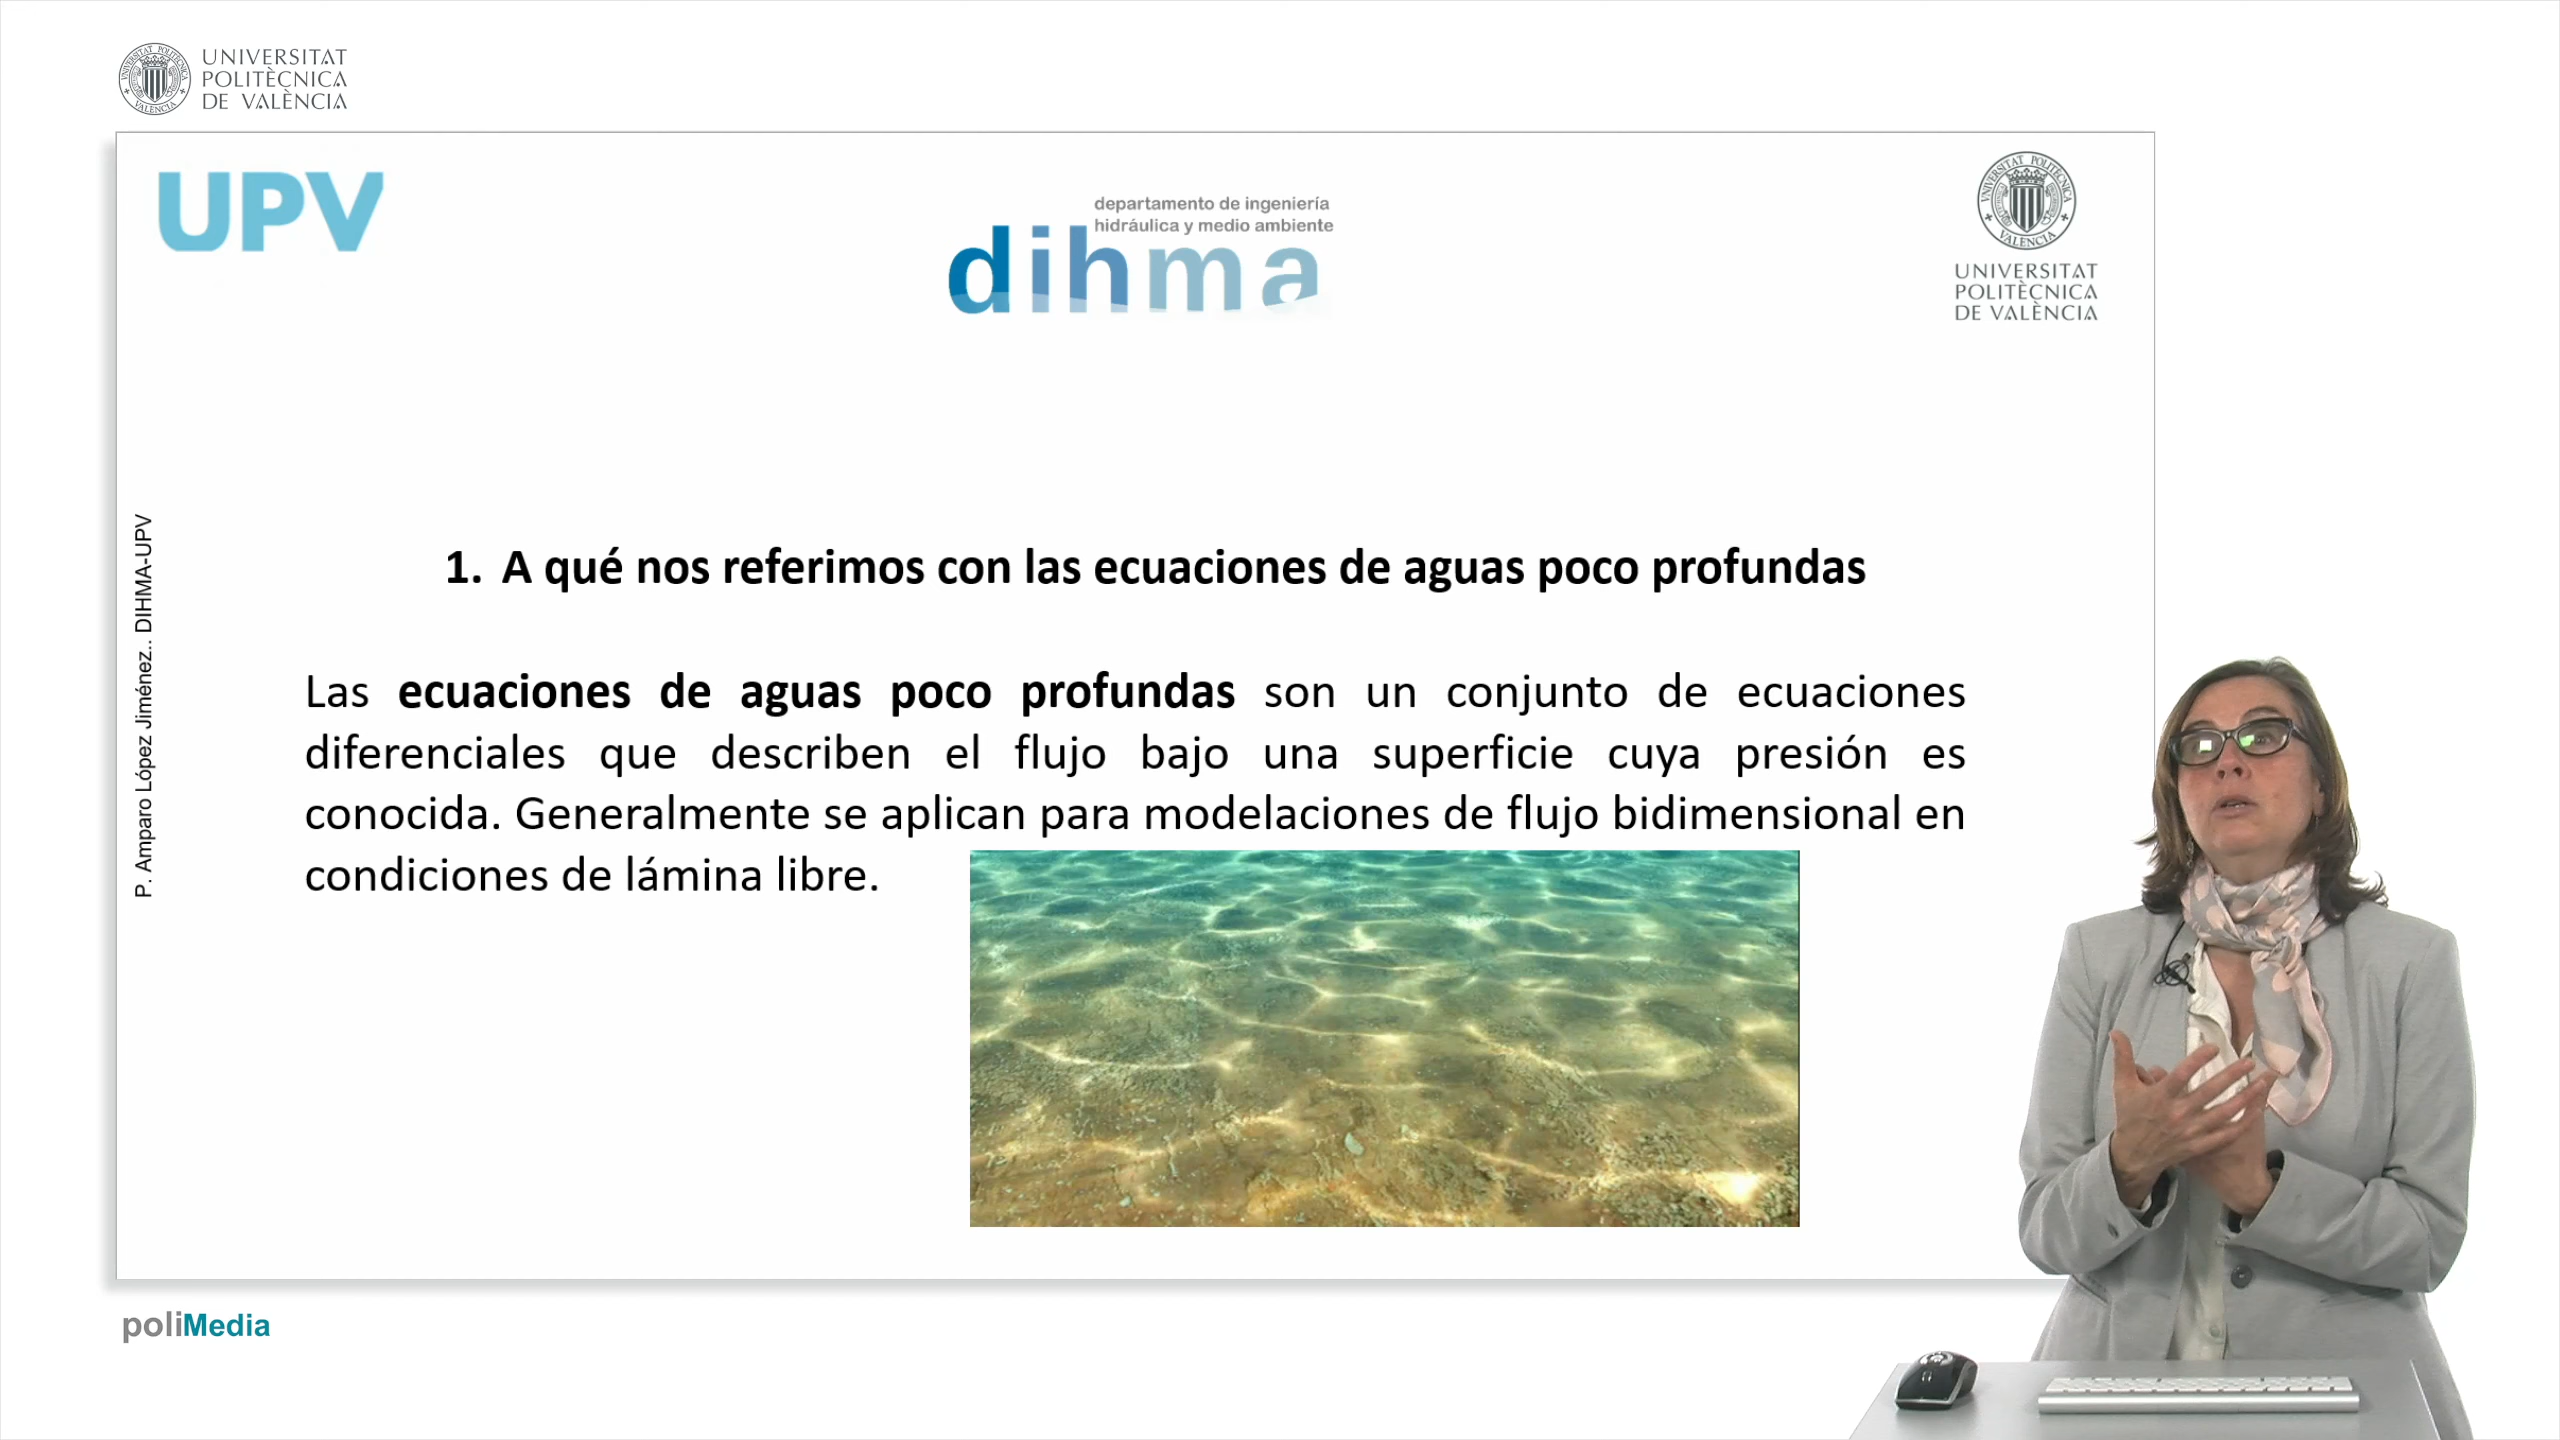 UNIVERSITAT
POLITÈCNICA
DE VALÈNCIA
UPV
departamento de ingeniería
hidráulica y medio ambiente
dihma
UNIVERSITAT
POLITÈCNICA
DE VALÈNCIA
P. Amparo López Jiménez.. DIHMA-UPV
1. A qué nos referimos con las ecuaciones de aguas poco profundas
Las ecuaciones de aguas poco profundas son un conjunto de ecuaciones
diferenciales que describen el flujo bajo una superficie cuya presión es
conocida. Generalmente se aplican para modelaciones de flujo bidimensional en
condiciones de lámina libre.
poliMedia